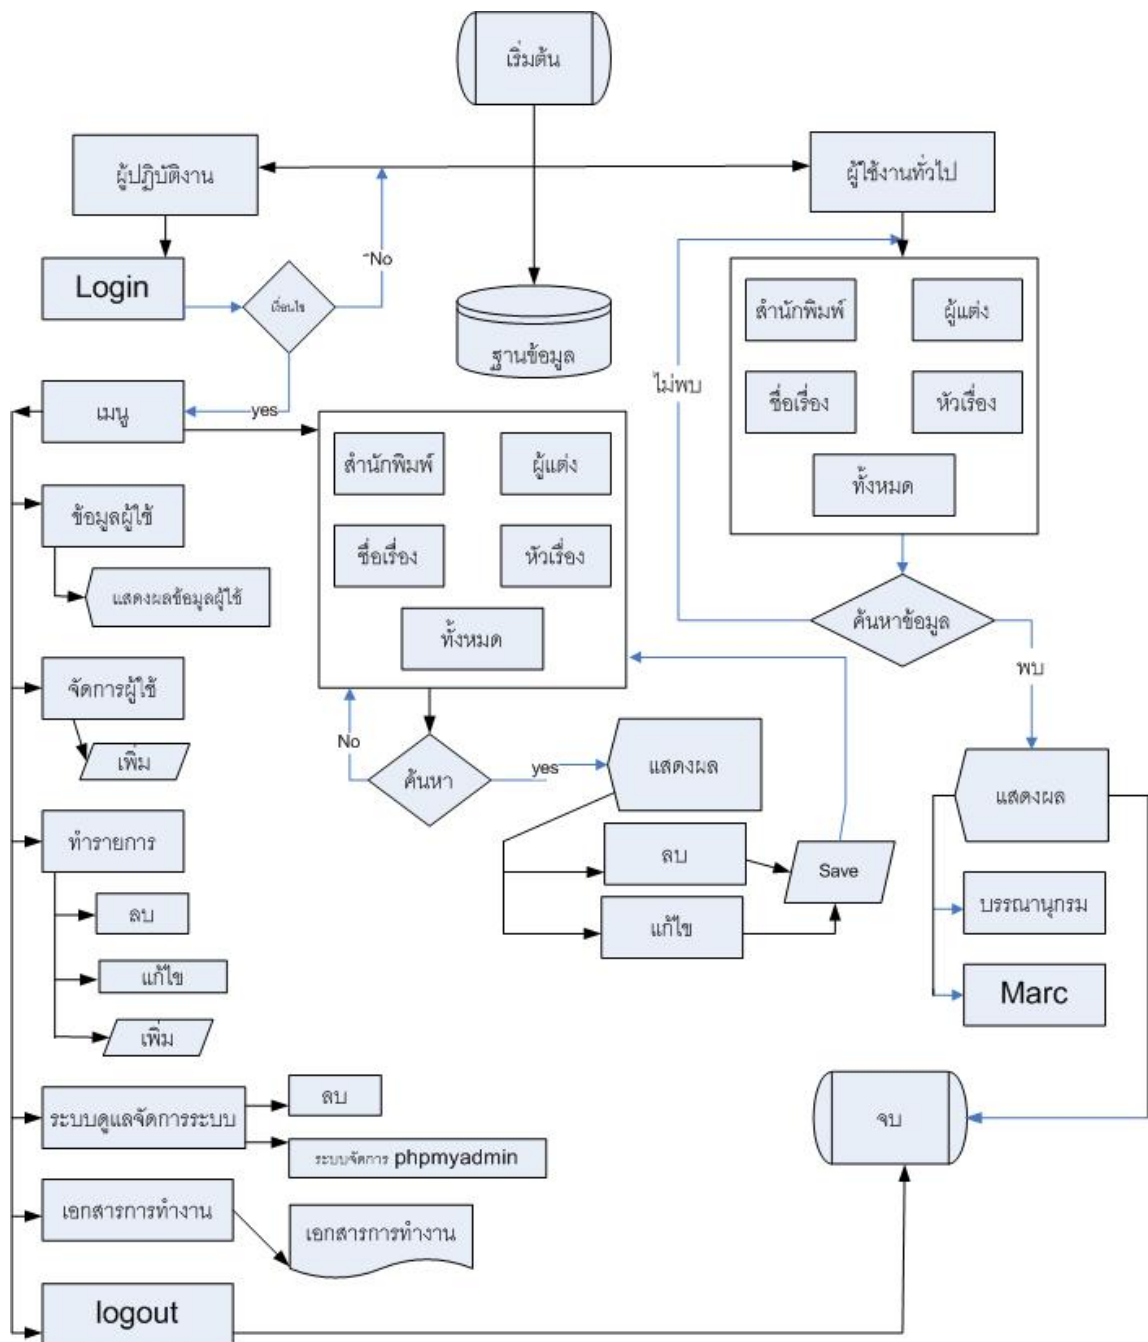 เริ่มต้น
ผู้ปฏิบัติงาน
ผู้ใช้งานทั่วไป
No
Login
เงื่อนไข
ฐานข้อมูล
สำนักพิมพ์
ผู้แต่ง
ชื่อเรื่อง
หัวเรื่อง
ทั้งหมด
ไม่พบ
เมนู
yes
สำนักพิมพ์
ผู้แต่ง
ชื่อเรื่อง
หัวเรื่อง
ทั้งหมด
ข้อมูลผู้ใช้
แสดงผลข้อมูลผู้ใช้
ค้นหาข้อมูล
พบ
จัดการผู้ใช้
เพิ่ม
No
ค้นหา
yes
แสดงผล
แสดงผล
ทำรายการ
ลบ
แก้ไข
เพิ่ม
ลบ
แก้ไข
Save
บรรณานุกรม
Marc
ระบบดูแลจัดการระบบ
ลบ
ระบบจัดการ phpmyadmin
จบ
เอกสารการทำงาน
เอกสารการทำงาน
logout